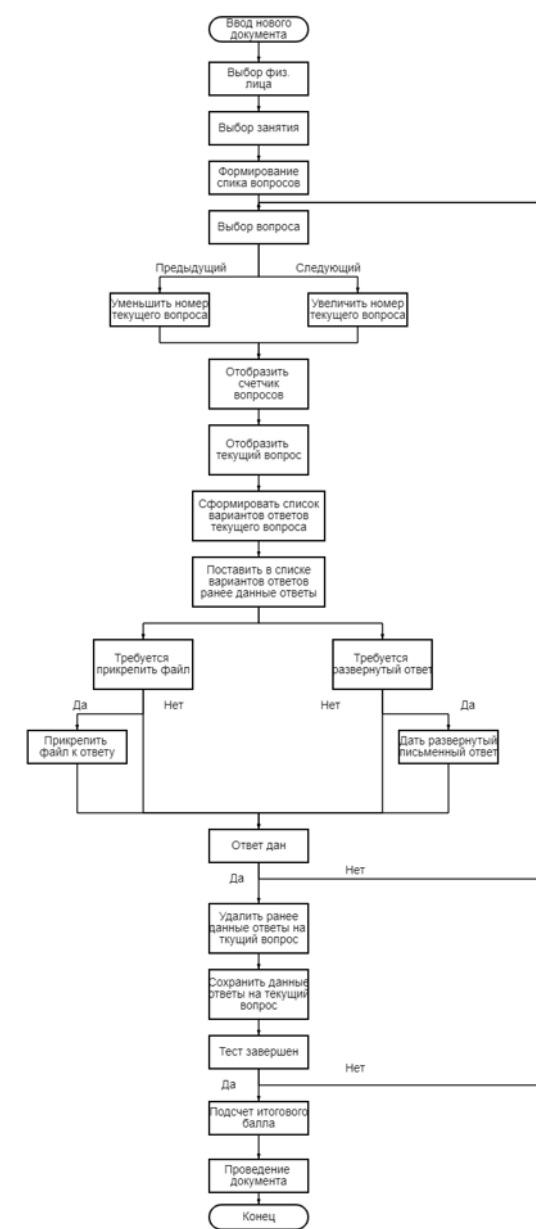 Ввод нового
документа
Выбор физ.
лица
Выбор занятия
Формирование
спика вопросов
Выбор вопроса
Предыдущий
Следующий
Уменьшить номер
текущего вопроса
Увеличить номер
текущего вопроса
Отобразить
счетчик
вопросов
Отобразить
текущий вопрос
Сформировать список
вариантов ответов
текущего вопроса
Поставить в списке
вариантов ответов
ранее данные ответы
Требуется
прикрепить файл
Требуется
развернутый ответ
Да
Нет
Нет
Да
Прикрепить
файл к ответу
Дать развернутый
письменный ответ
Ответ дан
Да
Нет
Удалить ранее
данные ответы на
ткущий вопрос
Сохранить данные
ответы на текущий
вопрос
Тест завершен
Да
Нет
Подсчет итогового
балла
Проведение
документа
Конец